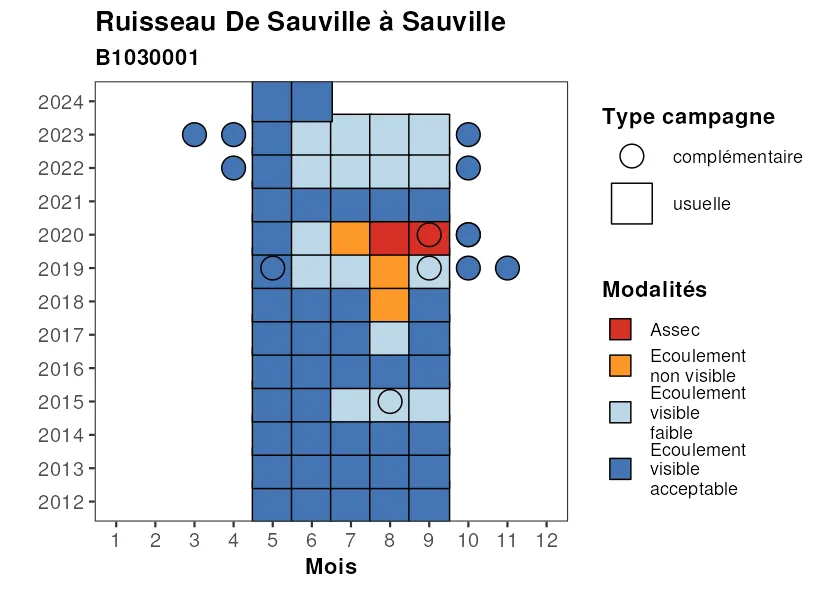 Ruisseau De Sauville à Sauville
B1030001
2024
2023
2022
2021
2020
2019
2018
2017
2016
2015
2014
2013
2012
1 2 3 4 5 6 7 8 9 10 11 12
Mois
Type campagne
complémentaire
usuelle
Modalités
Assec
Ecoulement
non visible
Ecoulement
visible
faible
Ecoulement
visible
acceptable